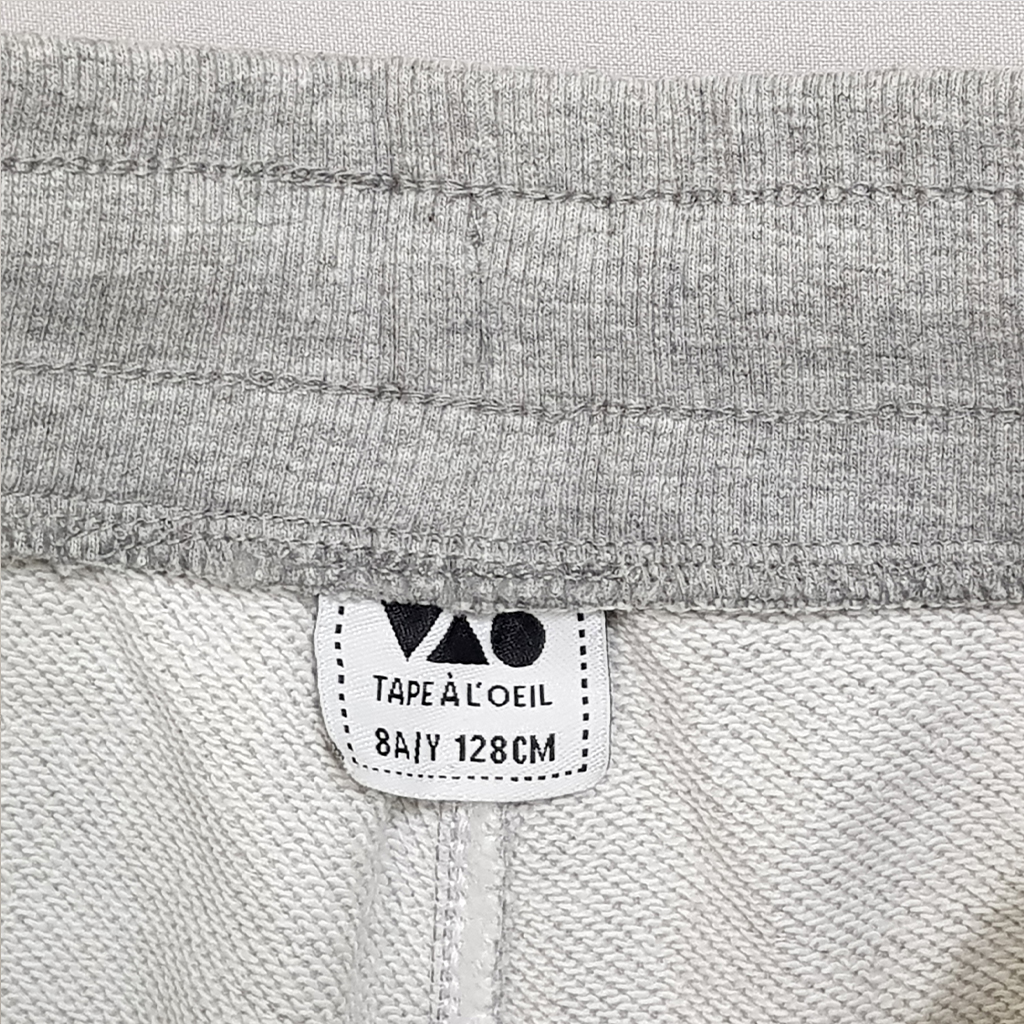 TAPE À L'OEIL
8A/Y 128CM